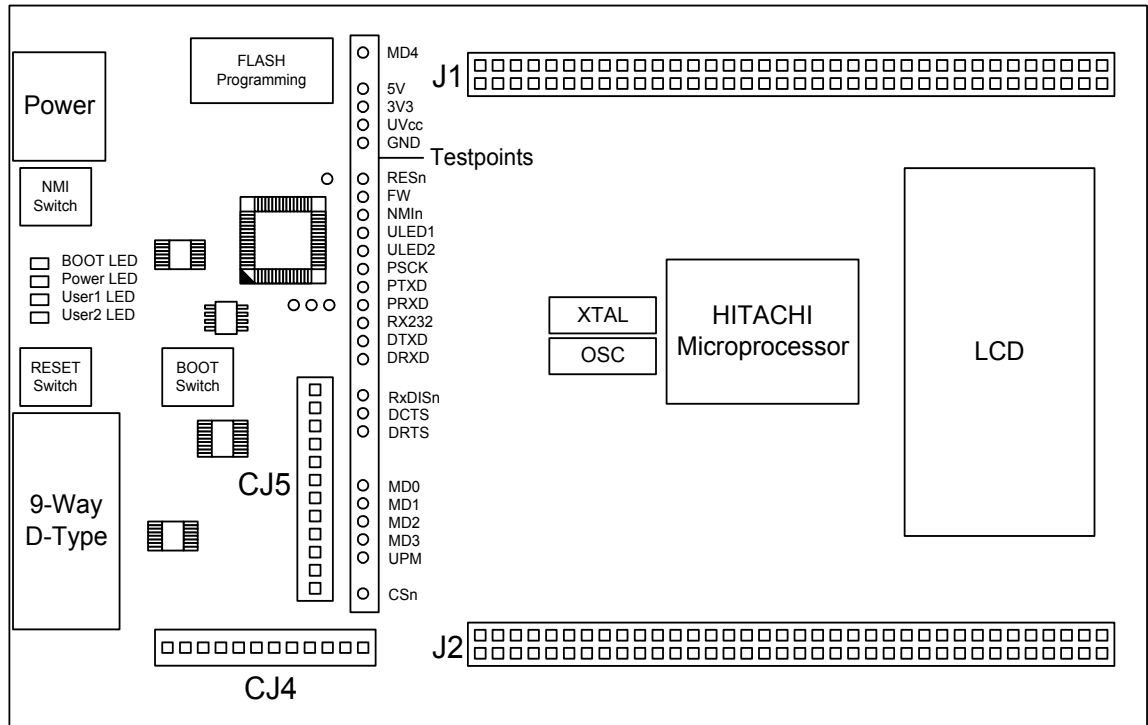 FLASH
Programming
Power
NMI
Switch
BOOT LED
Power LED
User1 LED
User2 LED
RESET
Switch
BOOT
Switch
9-Way
D-Type
CJ5
CJ4
MD4
5V
3V3
UVcc
GND
Testpoints
RESn
FW
NMIn
ULED1
ULED2
PSCK
PTXD
PRXD
RX232
DTXD
DRXD
RxDISn
DCTS
DRTS
MD0
MD1
MD2
MD3
UPM
CSn
J1
XTAL
OSC
HITACHI
Microprocessor
LCD
J2